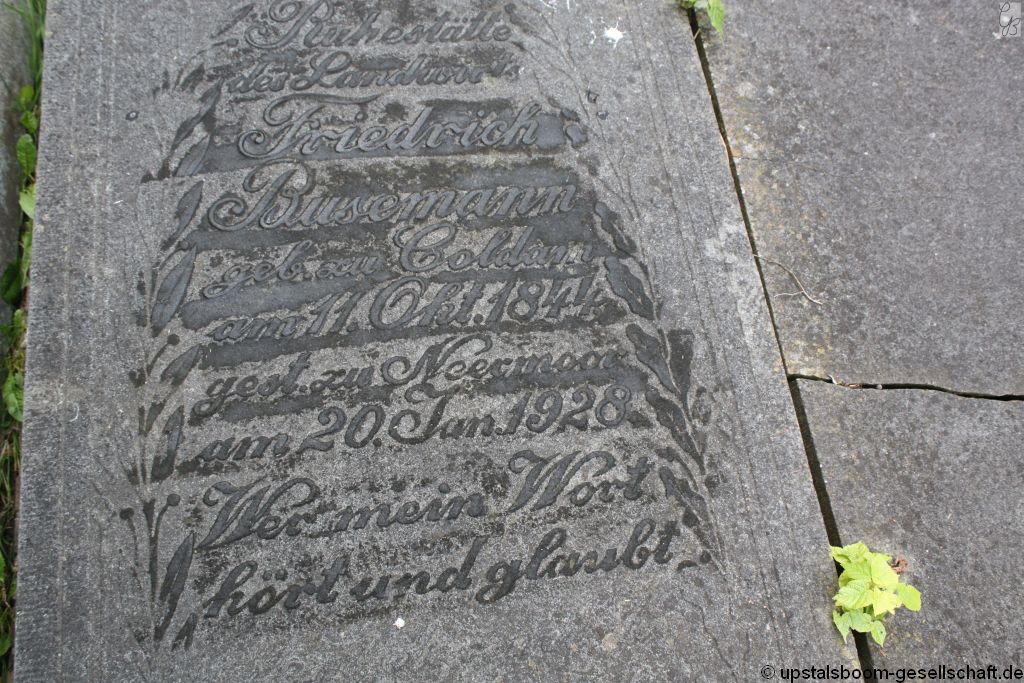 Ruhestätte
des Landwirts
Friedrich
Busemann
geb. zu Coldam
am 11. Okt. 1844
gest. zu Neermoor
am 20. Jan. 1928.
Wer mein Wort
hört und glaubt
GB
© upstalsboom-gesellschaft.de